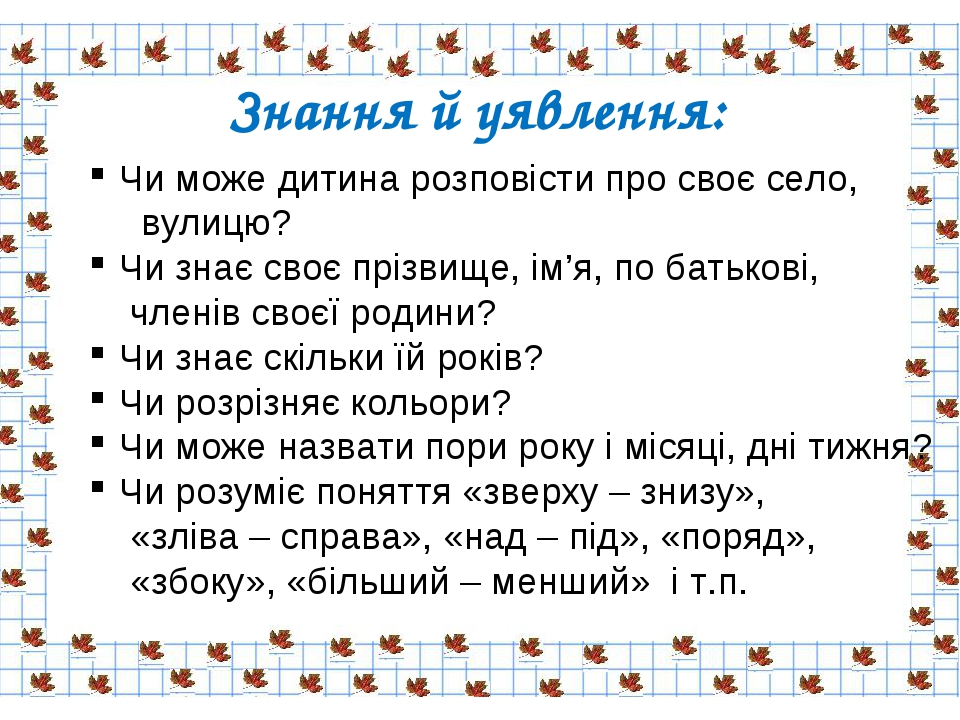 Знання й уявлення:
▪ Чи може дитина розповісти про своє село,
вулицю?
▪ Чи знає своє прізвище, ім’я, по батькові,
членів своєї родини?
▪ Чи знає скільки їй років?
▪ Чи розрізняє кольори?
▪ Чи може назвати пори року і місяці, дні тижня?
▪ Чи розуміє поняття «зверху – знизу»,
«зліва – справа», «над – під», «поряд»,
«збоку», «більший – менший» і т.п.